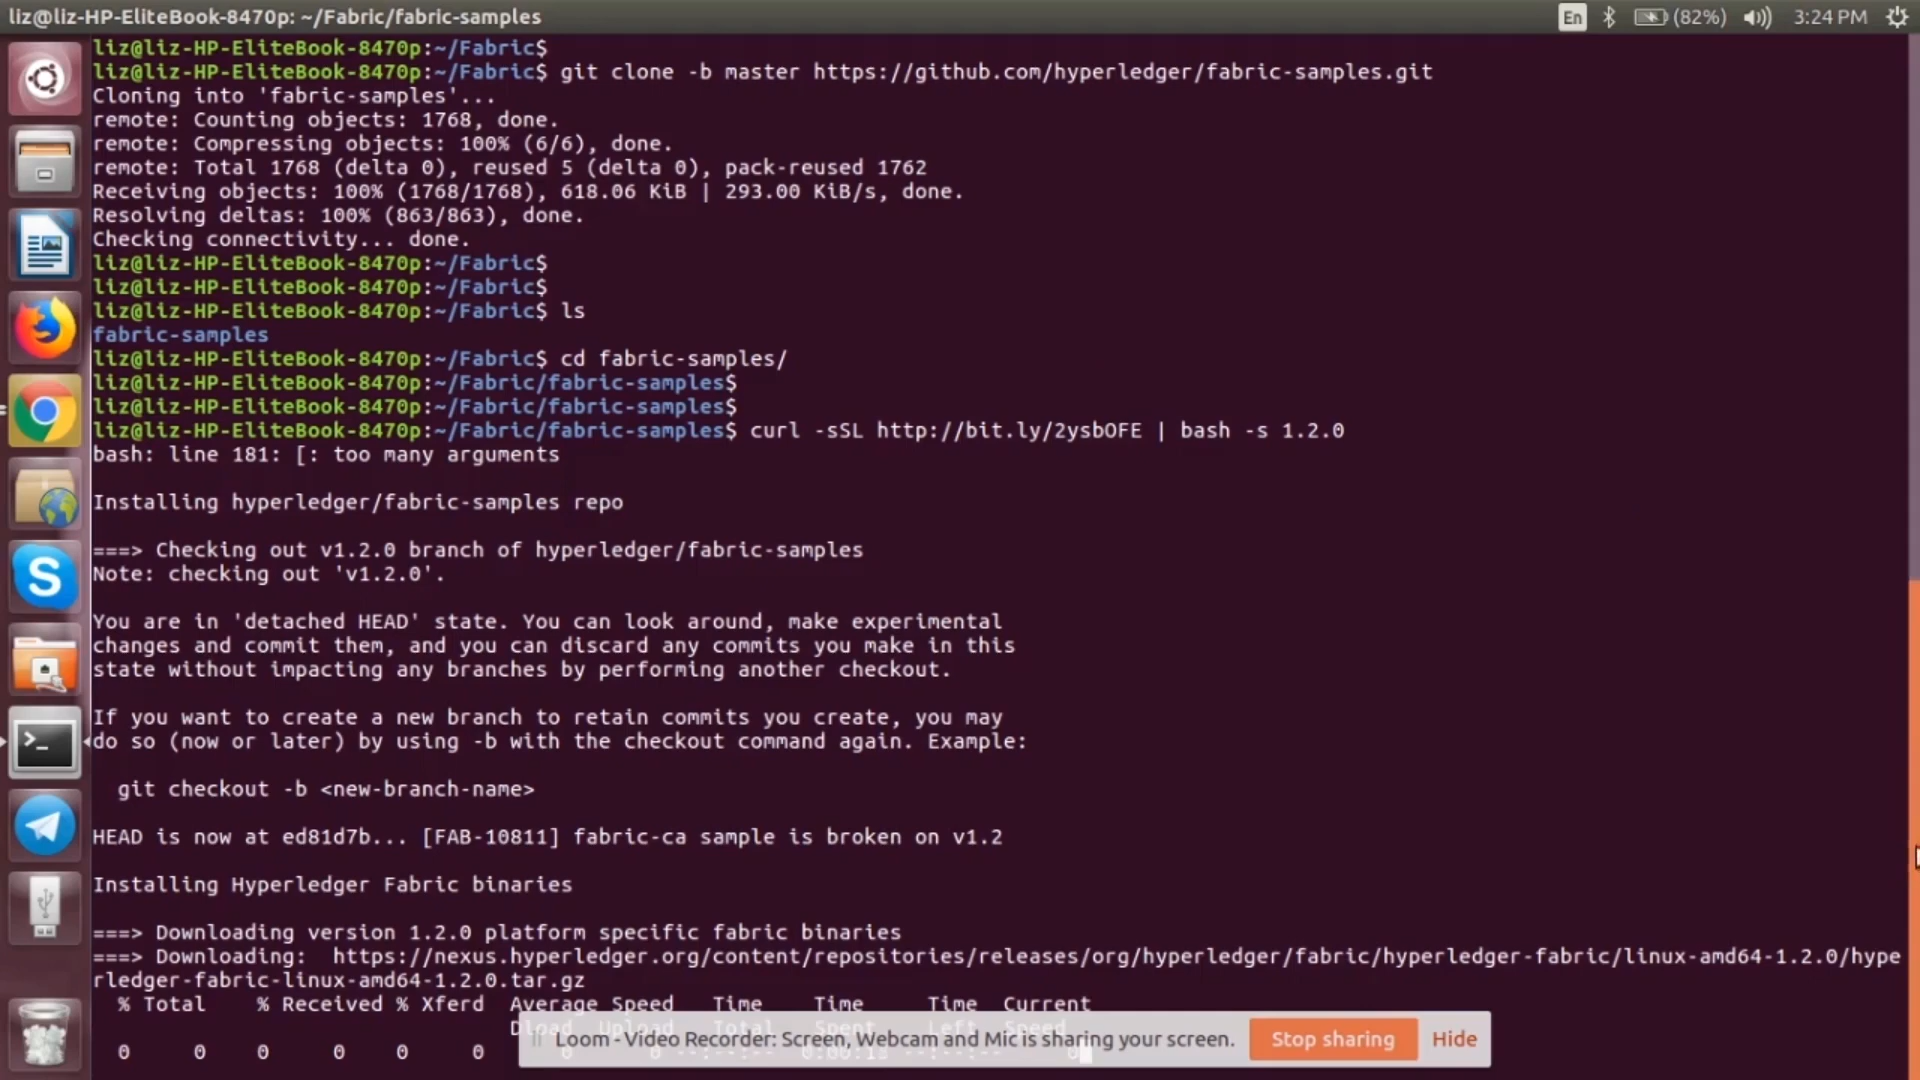 liz@liz-HP-EliteBook-8470p: ~/Fabric/fabric-samples
En (82%) 3:24 PM
liz@liz-HP-EliteBook-8470p:~/Fabric$
liz@liz-HP-EliteBook-8470p:~/Fabric$ git clone -b master https://github.com/hyperledger/fabric-samples.git
Cloning into 'fabric-samples'...
remote: Counting objects: 1768, done.
remote: Compressing objects: 100% (6/6), done.
remote: Total 1768 (delta 0), reused 5 (delta 0), pack-reused 1762
Receiving objects: 100% (1768/1768), 618.06 KiB | 293.00 KiB/s, done.
Resolving deltas: 100% (863/863), done.
Checking connectivity... done.
liz@liz-HP-EliteBook-8470p:~/Fabric$
liz@liz-HP-EliteBook-8470p:~/Fabric$
liz@liz-HP-EliteBook-8470p:~/Fabric$ ls
fabric-samples
liz@liz-HP-EliteBook-8470p:~/Fabric$ cd fabric-samples/
liz@liz-HP-EliteBook-8470p:~/Fabric/fabric-samples$
liz@liz-HP-EliteBook-8470p:~/Fabric/fabric-samples$
liz@liz-HP-EliteBook-8470p:~/Fabric/fabric-samples$ curl -sSL http://bit.ly/2ysbOFE | bash -s 1.2.0
bash: line 181: [: too many arguments
Installing hyperledger/fabric-samples repo
===> Checking out v1.2.0 branch of hyperledger/fabric-samples
Note: checking out 'v1.2.0'.
You are in 'detached HEAD' state. You can look around, make experimental
changes and commit them, and you can discard any commits you make in this
state without impacting any branches by performing another checkout.
If you want to create a new branch to retain commits you create, you may
do so (now or later) by using -b with the checkout command again. Example:
git checkout -b <new-branch-name>
HEAD is now at ed81d7b... [FAB-10811] fabric-ca sample is broken on v1.2
Installing Hyperledger Fabric binaries
===> Downloading version 1.2.0 platform specific fabric binaries
===> Downloading: https://nexus.hyperledger.org/content/repositories/releases/org/hyperledger/fabric/hyperledger-fabric/linux-amd64-1.2.0/hype
rledger-fabric-linux-amd64-1.2.0.tar.gz
% Total % Received % Xferd Average Speed Time Time Time Current
Dload Upload Total Spent Left Speed
0 0 0 0 0 0
Loom - Video Recorder: Screen, Webcam and Mic is sharing your screen. Stop sharing Hide